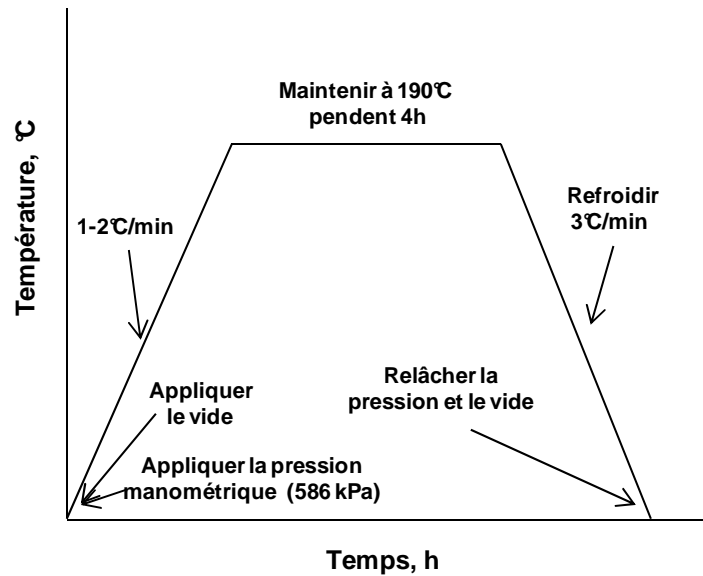 Maintenir à 190°C
pendent 4h
Température, °C
1-2°C/min
Refroidir
3°C/min
Appliquer
le vide
Relâcher la
pression et le vide
Appliquer la pression
manométrique (586 kPa)
Temps, h